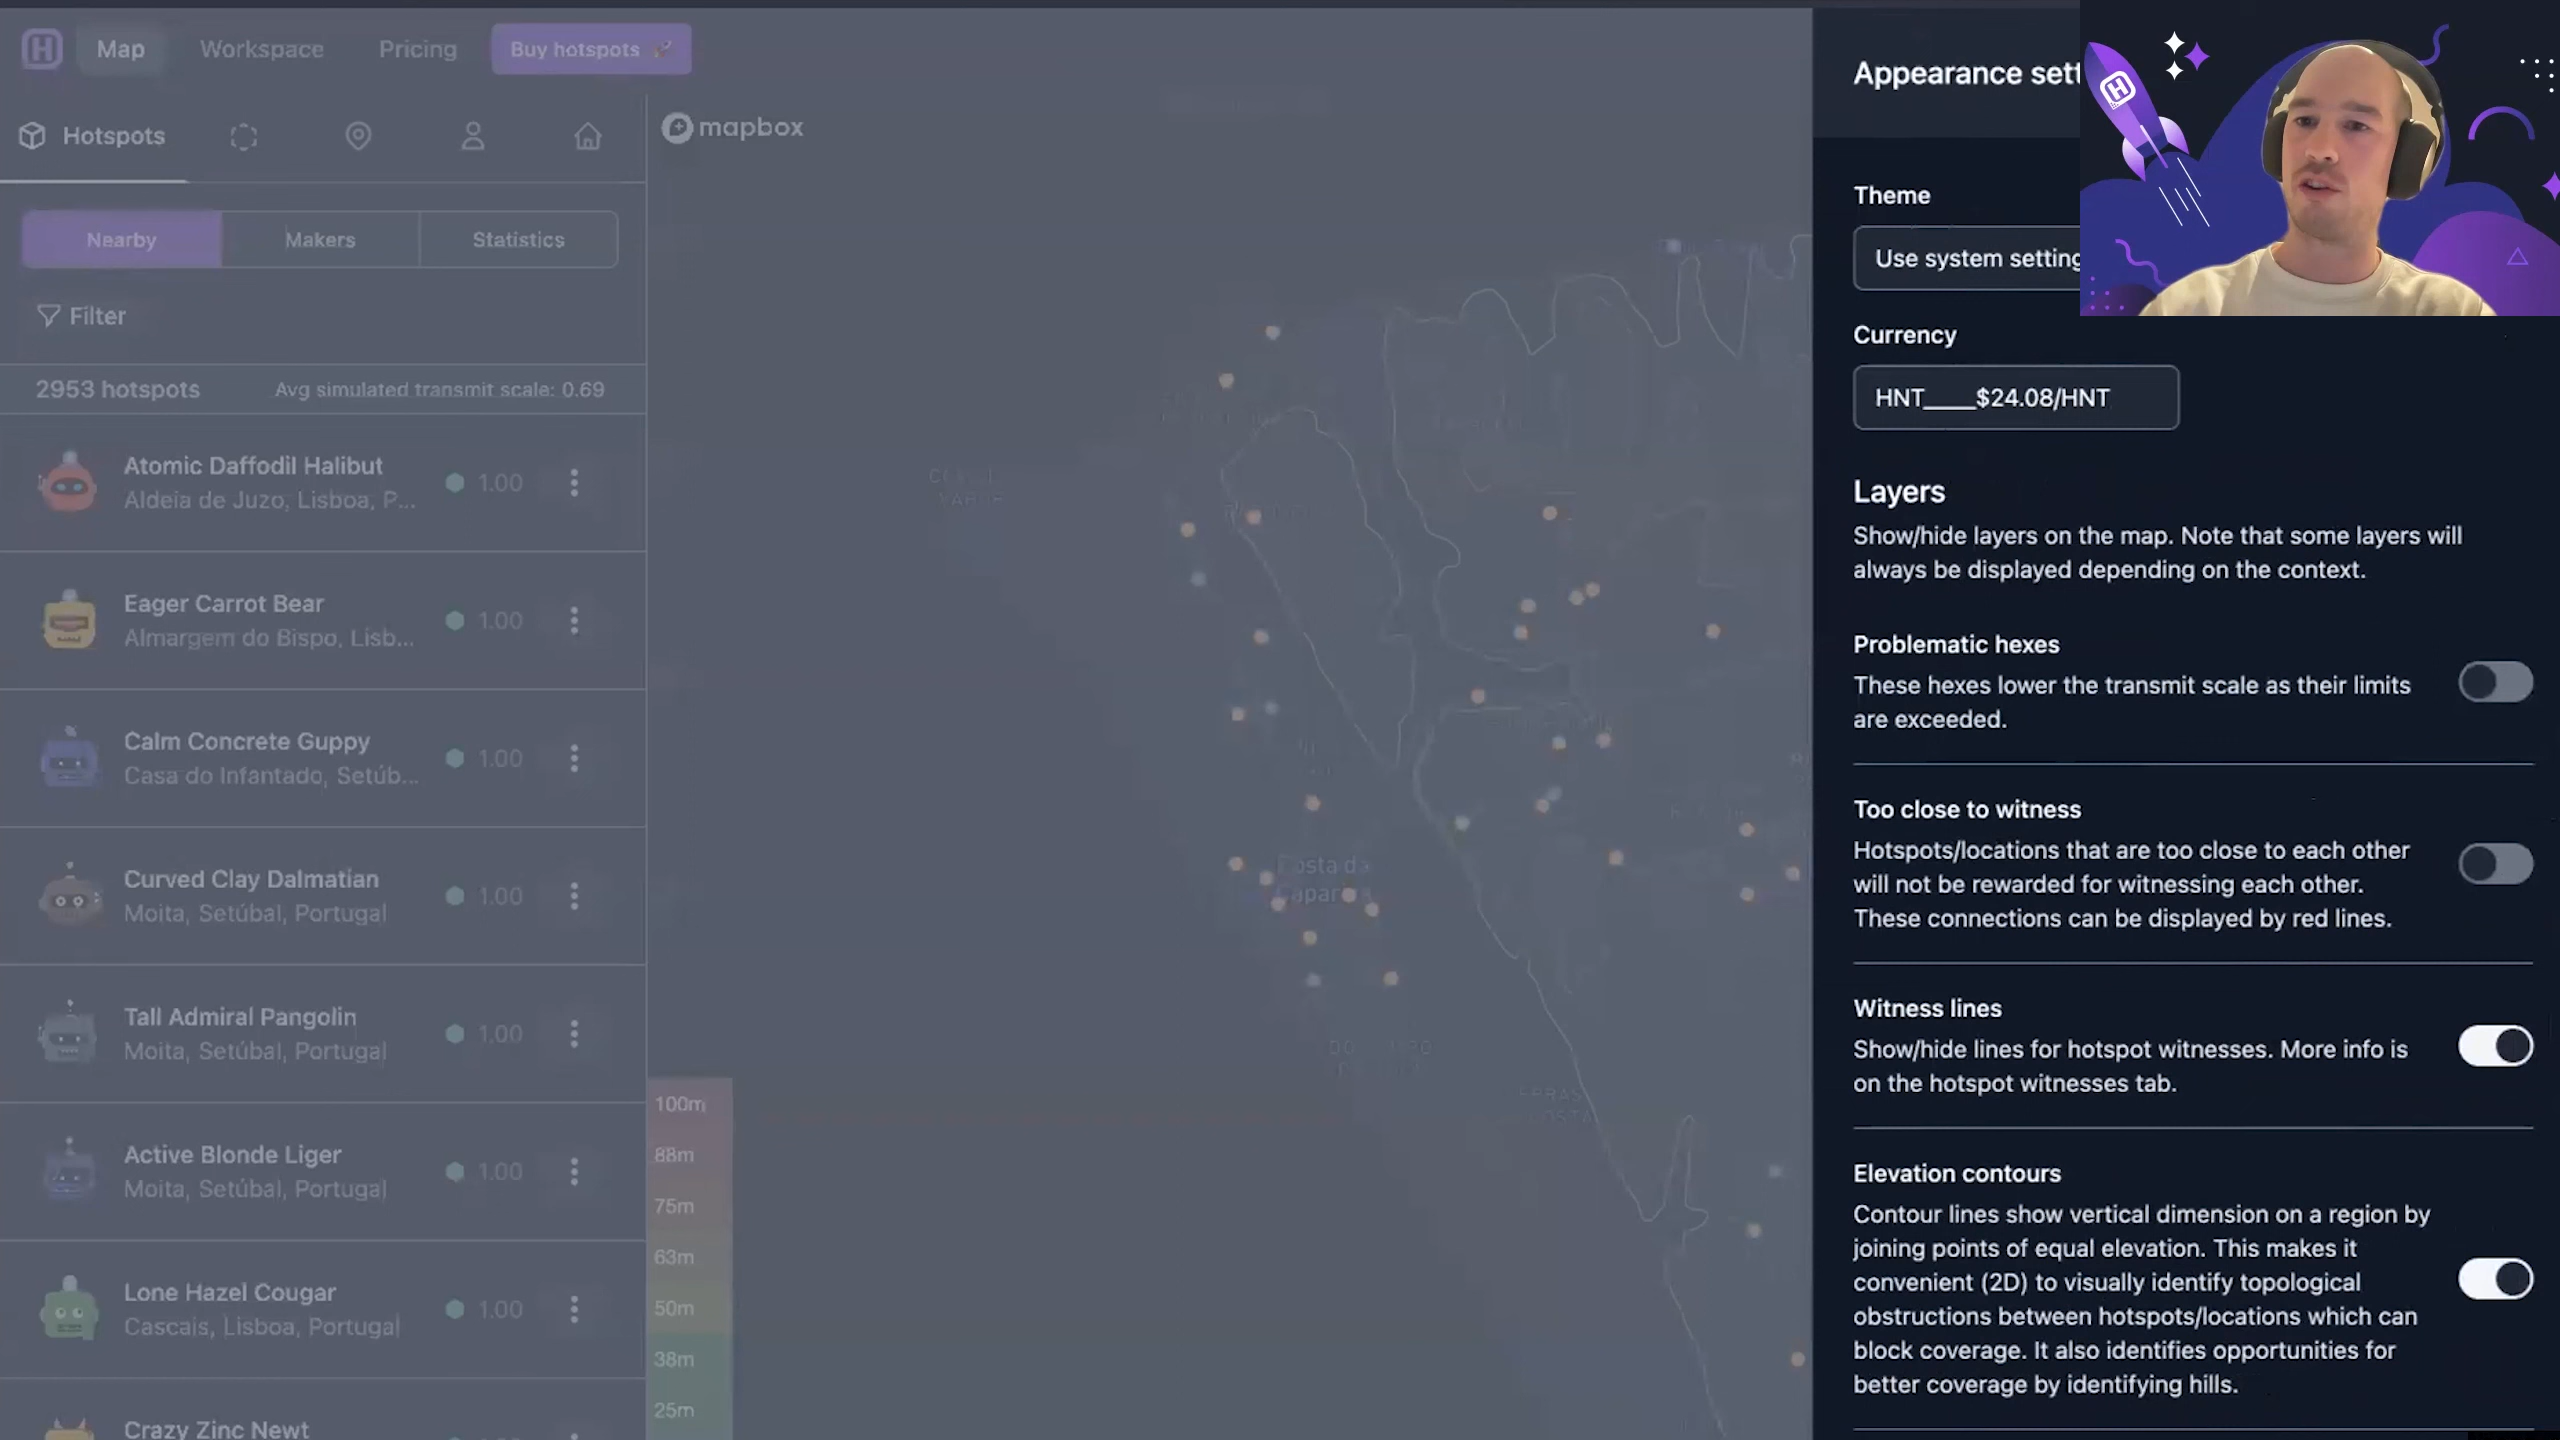 Map
Workspace
Pricing
Buy hotspots
Hotspots
Nearby
Makers
Statistics
Filter
2953 hotspots
Avg simulated transmit scale: 0.69
Atomic Daffodil Halibut
Aldeia de Juzo, Lisboa, P...
1.00
Eager Carrot Bear
Almargem do Bispo, Lisb...
1.00
Calm Concrete Guppy
Casa do Infantado, Setúb...
1.00
Curved Clay Dalmatian
Moita, Setúbal, Portugal
1.00
Tall Admiral Pangolin
Moita, Setúbal, Portugal
1.00
Active Blonde Liger
Moita, Setúbal, Portugal
1.00
Lone Hazel Cougar
Cascais, Lisboa, Portugal
1.00
Crazy Zinc Newt
mapbox
Costa da
100m
88m
75m
63m
50m
38m
25m
Appearance sett
Theme
Use system setting
Currency
HNT____$24.08/HNT
Layers
Show/hide layers on the map. Note that some layers will
always be displayed depending on the context.
Problematic hexes
These hexes lower the transmit scale as their limits
are exceeded.
Too close to witness
Hotspots/locations that are too close to each other
will not be rewarded for witnessing each other.
These connections can be displayed by red lines.
Witness lines
Show/hide lines for hotspot witnesses. More info is
on the hotspot witnesses tab.
Elevation contours
Contour lines show vertical dimension on a region by
joining points of equal elevation. This makes it
convenient (2D) to visually identify topological
obstructions between hotspots/locations which can
block coverage. It also identifies opportunities for
better coverage by identifying hills.